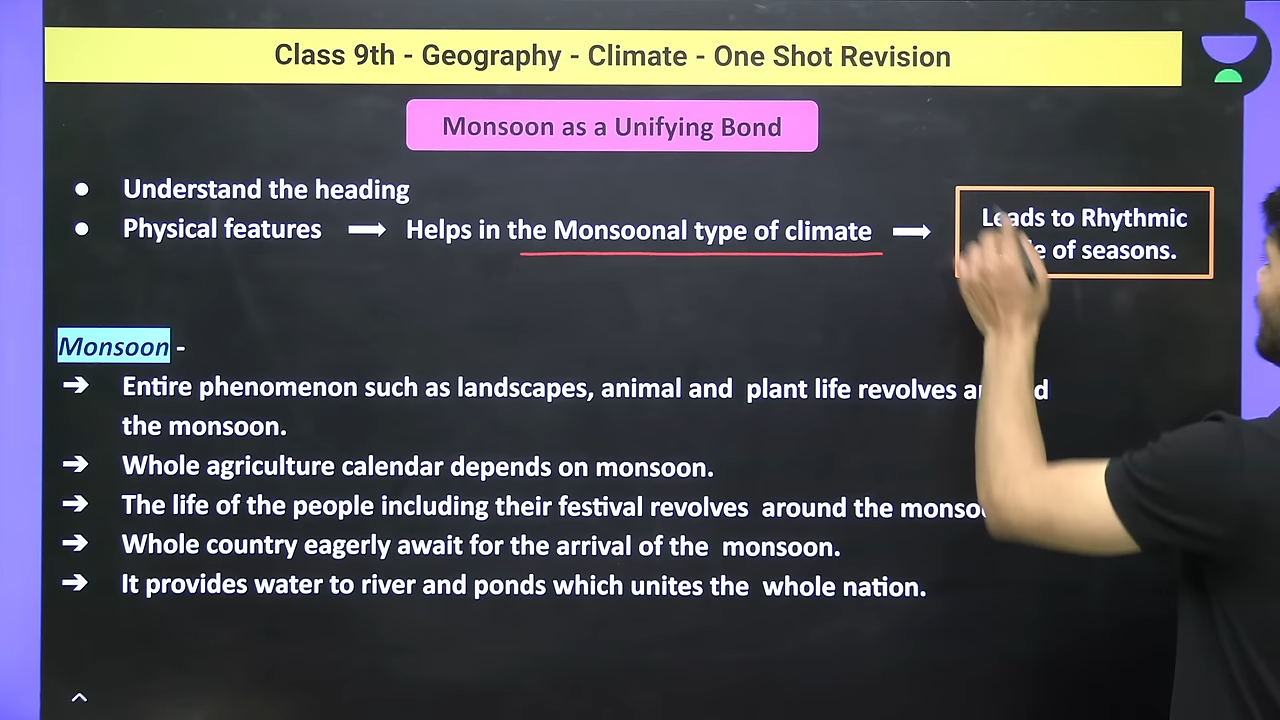 Class 9th - Geography - Climate - One Shot Revision
Monsoon as a Unifying Bond
● Understand the heading
● Physical features → Helps in the Monsoonal type of climate → Leads to Rhythmic
of seasons.
Monsoon -
➔ Entire phenomenon such as landscapes, animal and plant life revolves
the monsoon.
➔ Whole agriculture calendar depends on monsoon.
➔ The life of the people including their festival revolves around the
➔ Whole country eagerly await for the arrival of the monsoon.
➔ It provides water to river and ponds which unites the whole nation.